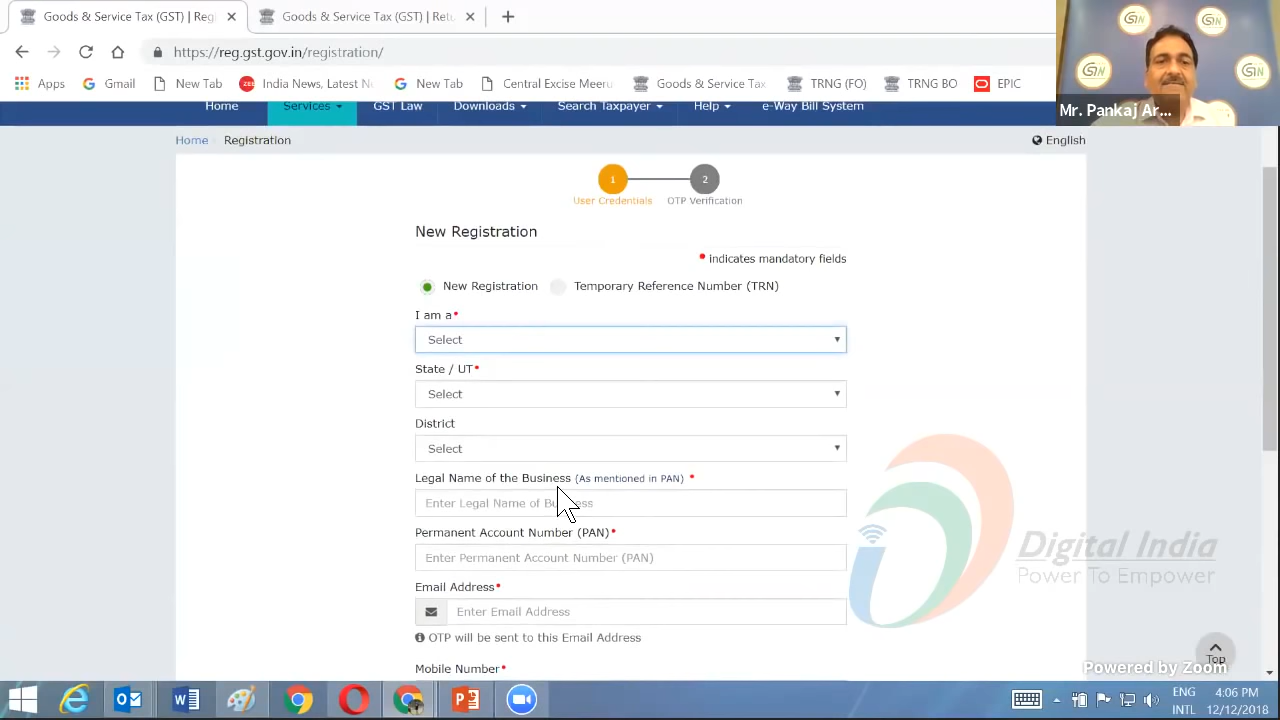 Goods & Service Tax (GST) | Regi
Goods & Service Tax (GST) | Retu
https://reg.gst.gov.in/registration/
Apps
Gmail
New Tab
India News, Latest N
New Tab
Central Excise Meeru
Goods & Service Tax
TRNG (FO)
TRNG BO
EPIC
Mr. Pankaj Ar...
Home
Services
GST Law
Downloads
Search Taxpayer
Help
e-Way Bill System
Home
Registration
English
1
2
User Credentials
OTP Verification
New Registration
• indicates mandatory fields
New Registration
Temporary Reference Number (TRN)
I am a•
Select
State / UT•
Select
District
Select
Legal Name of the Business (As mentioned in PAN) •
Enter Legal Name of Business
Permanent Account Number (PAN)•
Enter Permanent Account Number (PAN)
Email Address•
Enter Email Address
OTP will be sent to this Email Address
Mobile Number•
Digital India
Power To Empower
Top
Powered by Zoom
ENG
INTL
4:06 PM
12/12/2018